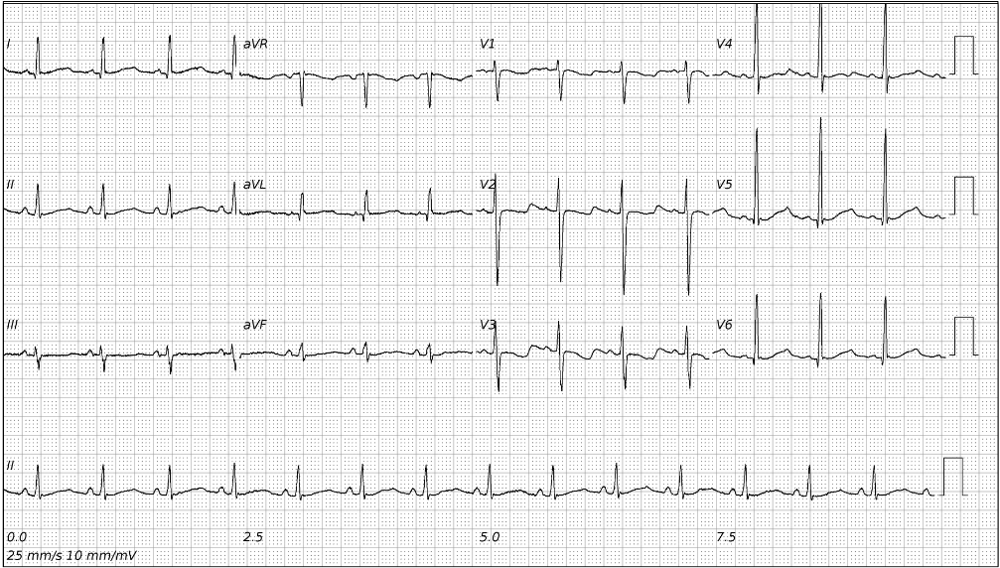 I aVR V1 V4
II aVL V2 V5
III aVF V3 V6
II
0.0 2.5 5.0 7.5
25 mm/s 10 mm/mV